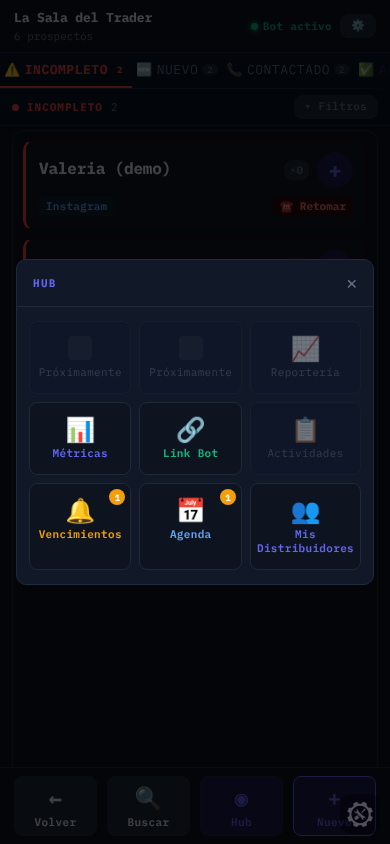 La Sala del Trader
6 prospectos
Bot activo
INCOMPLETO 2
NUEVO 2
CONTACTADO 2
INCOMPLETO 2
+ Filtros
Valeria (demo)
Instagram
Retomar
HUB
×
Próximamente
Próximamente
Reportería
Métricas
Link Bot
Actividades
1
Vencimientos
1
July
17
Agenda
Mis
Distribuidores
Volver
Buscar
Hub